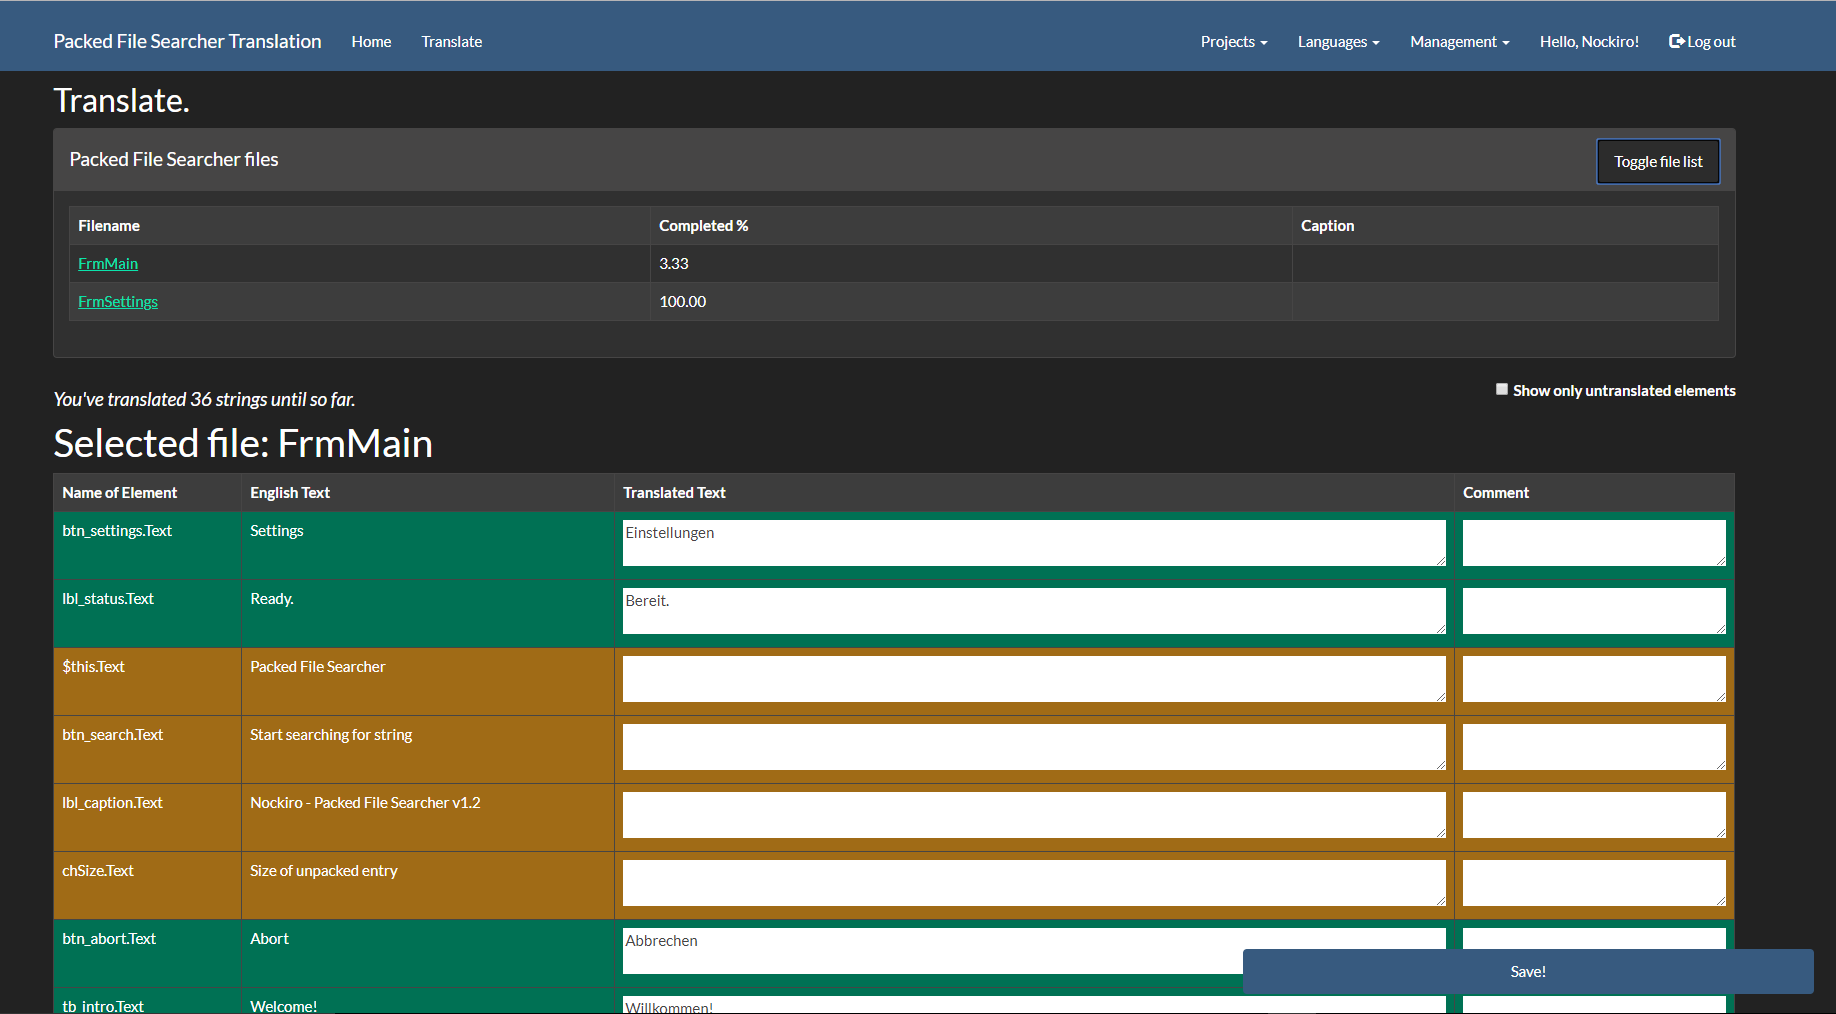 Packed File Searcher Translation Home Translate Projects Languages Management Hello, Nockiro! Log out
Translate.
Packed File Searcher files Toggle file list
Filename Completed % Caption
FrmMain 3.33
FrmSettings 100.00
Show only untranslated elements
You've translated 36 strings until so far.
Selected file: FrmMain
Name of Element English Text Translated Text Comment
btn_settings.Text Settings Einstellungen
lbl_status.Text Ready. Bereit.
$this.Text Packed File Searcher
btn_search.Text Start searching for string
lbl_caption.Text Nockiro - Packed File Searcher v1.2
chSize.Text Size of unpacked entry
btn_abort.Text Abort Abbrechen
Save!
tb_intro.Text Welcome! Willkommen!